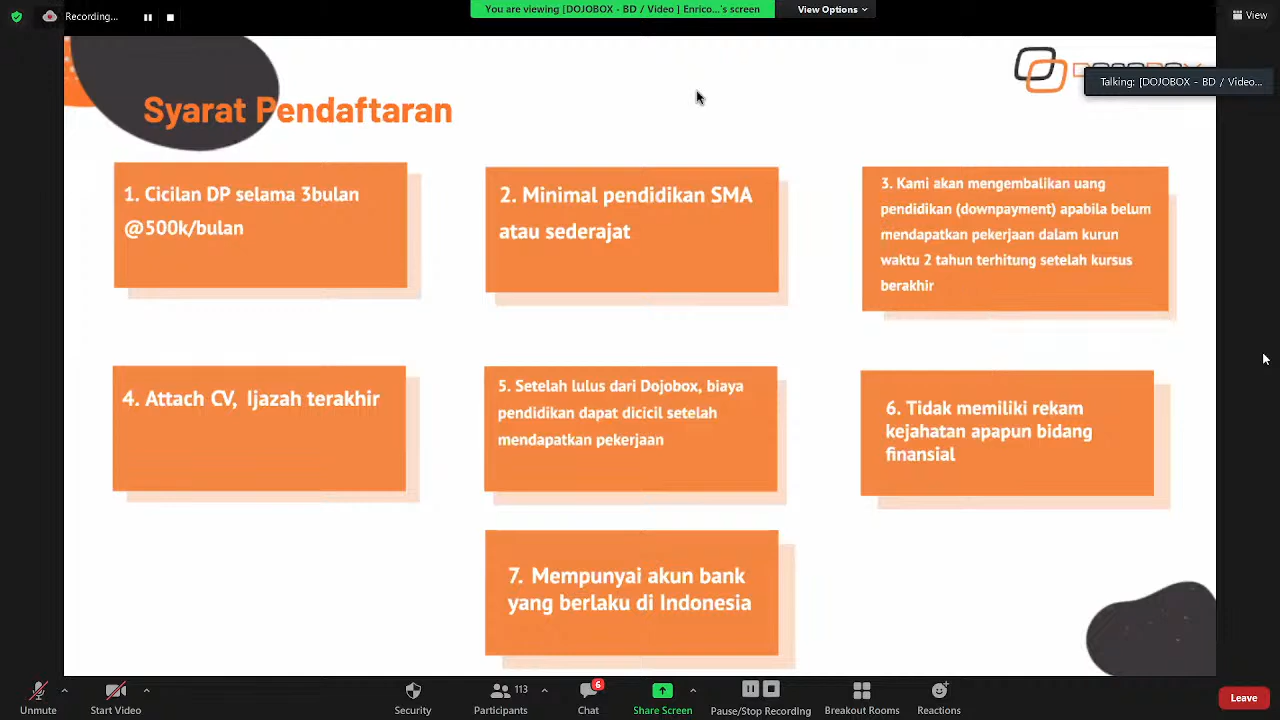 Recording...
You are viewing [DOJOBOX - BD / Video ] Enrico...'s screen
View Options
View
Talking: [DOJOBOX - BD / Video...
Syarat Pendaftaran
1. Cicilan DP selama 3bulan
@500k/bulan
2. Minimal pendidikan SMA
atau sederajat
3. Kami akan mengembalikan uang
pendidikan (downpayment) apabila belum
mendapatkan pekerjaan dalam kurun
waktu 2 tahun terhitung setelah kursus
berakhir
4. Attach CV, Ijazah terakhir
5. Setelah lulus dari Dojobox, biaya
pendidikan dapat dicicil setelah
mendapatkan pekerjaan
6. Tidak memiliki rekam
kejahatan apapun bidang
finansial
7. Mempunyai akun bank
yang berlaku di Indonesia
Unmute
Start Video
Security
Participants
113
Chat
6
Share Screen
Pause/Stop Recording
Breakout Rooms
Reactions
Leave